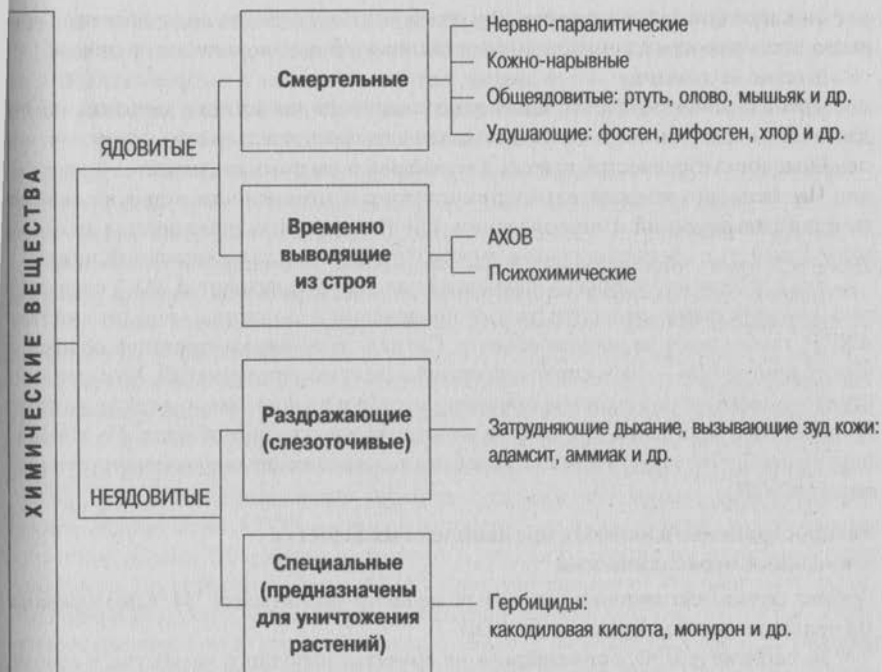 ХИМИЧЕСКИЕ ВЕЩЕСТВА
ЯДОВИТЫЕ
Смертельные
Нервно-паралитические
Кожно-нарывные
Общеядовитые: ртуть, олово, мышьяк и др.
Удушающие: фосген, дифосген, хлор и др.
Временно
выводящие
из строя
АХОВ
Психохимические
НЕЯДОВИТЫЕ
Раздражающие
(слезоточивые)
Затрудняющие дыхание, вызывающие зуд кожи:
адамсит, аммиак и др.
Специальные
(предназначены
для уничтожения
растений)
Гербициды:
какодиловая кислота, монурон и др.